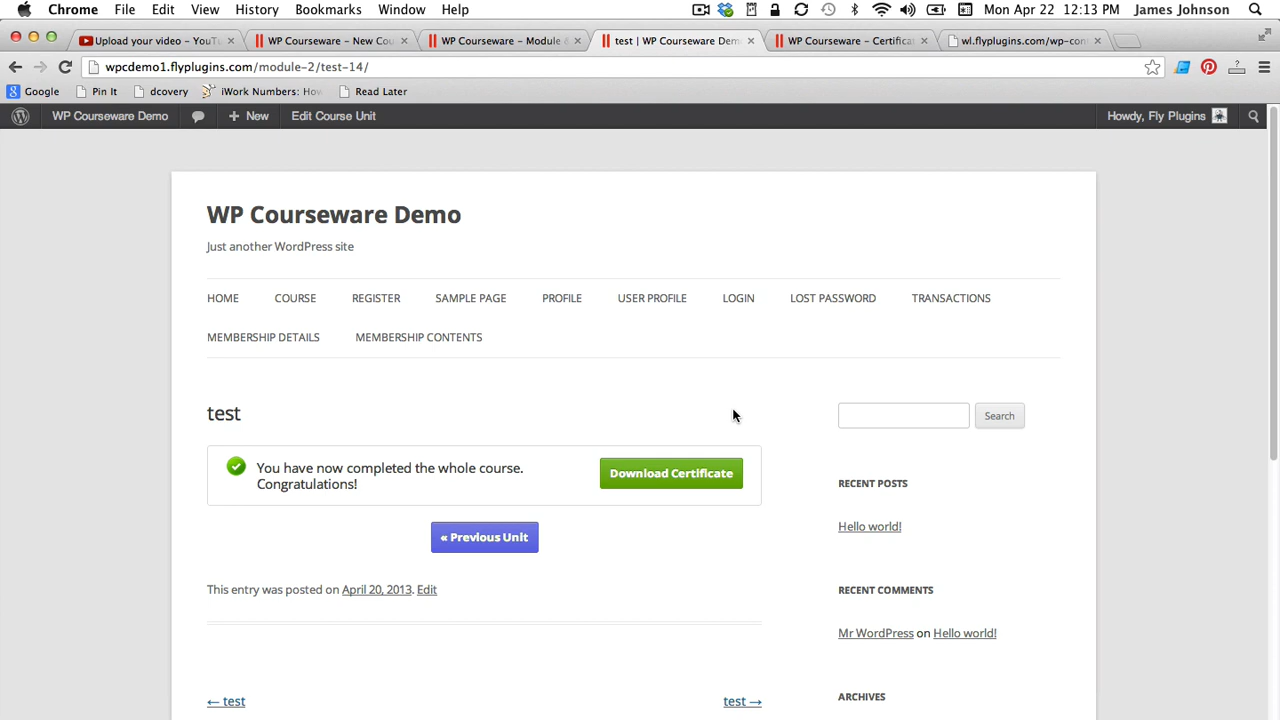 Chrome File Edit View History Bookmarks Window Help Mon Apr 22 12:13 PM James Johnson
Upload your video – YouTu
WP Courseware – New Cou
WP Courseware – Module &
test | WP Courseware Dem
WP Courseware – Certifica
wl.flyplugins.com/wp-con
wpcdemo1.flyplugins.com/module-2/test-14/
Google Pin It dcovery iWork Numbers: How Read Later
WP Courseware Demo + New Edit Course Unit Howdy, Fly Plugins
WP Courseware Demo
Just another WordPress site
HOME COURSE REGISTER SAMPLE PAGE PROFILE USER PROFILE LOGIN LOST PASSWORD TRANSACTIONS
MEMBERSHIP DETAILS MEMBERSHIP CONTENTS
test
You have now completed the whole course.
Congratulations!
Download Certificate
« Previous Unit
This entry was posted on April 20, 2013. Edit
← test
test →
Search
RECENT POSTS
Hello world!
RECENT COMMENTS
Mr WordPress on Hello world!
ARCHIVES